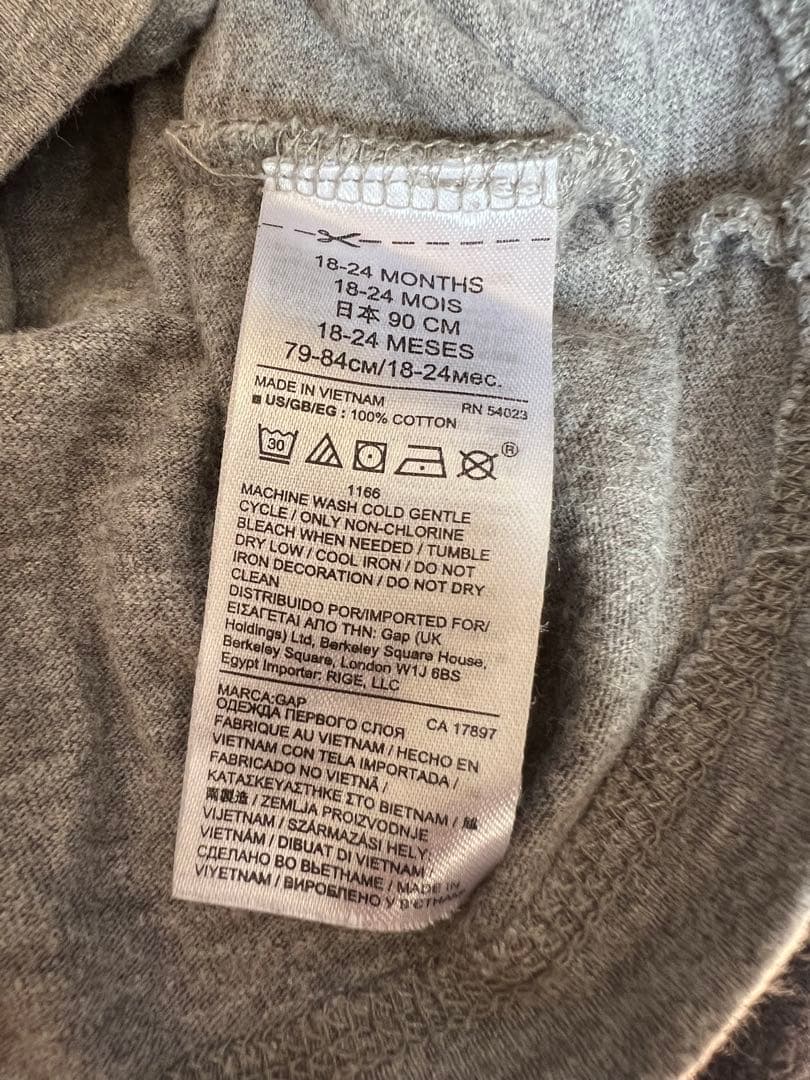 18-24 MONTHS
18-24 MOIS
日本 90 CM
18-24 MESES
79-84см/18-24мес.
MADE IN VIETNAM RN 54023
■ US/GB/EG : 100% COTTON
30 ®
1166
MACHINE WASH COLD GENTLE
CYCLE / ONLY NON-CHLORINE
BLEACH WHEN NEEDED / TUMBLE
DRY LOW / COOL IRON / DO NOT
IRON DECORATION / DO NOT DRY
CLEAN
DISTRIBUIDO POR/IMPORTED FOR/
ΕΙΣΑΓΕΤΑΙ ΑΠΟ ΤΗΝ: Gap (UK
Holdings) Ltd, Berkeley Square House,
Berkeley Square, London W1J 6BS
Egypt Importer: RIGE, LLC
MARCA:GAP
ОДЕЖДА ПЕРВОГО СЛОЯ CA 17897
FABRIQUE AU VIETNAM / HECHO EN
VIETNAM CON TELA IMPORTADA /
FABRICADO NO VIETNÃ /
ΚΑΤΑΣΚΕΥΑΣΤΗΚΕ ΣΤΟ ΒΙΕΤΝΑΜ / 越
南製造 / ZEMLJA PROIZVODNJE
VIJETNAM / SZÁRMAZÁSI HELY:
VIETNÁM / DIBUAT DI VIETNAM /
СДЕЛАНО ВО ВЬЕТНАМЕ / MADE IN
VİYETNAM / ВИРОБЛЕНО У В'ЄТНАМІ